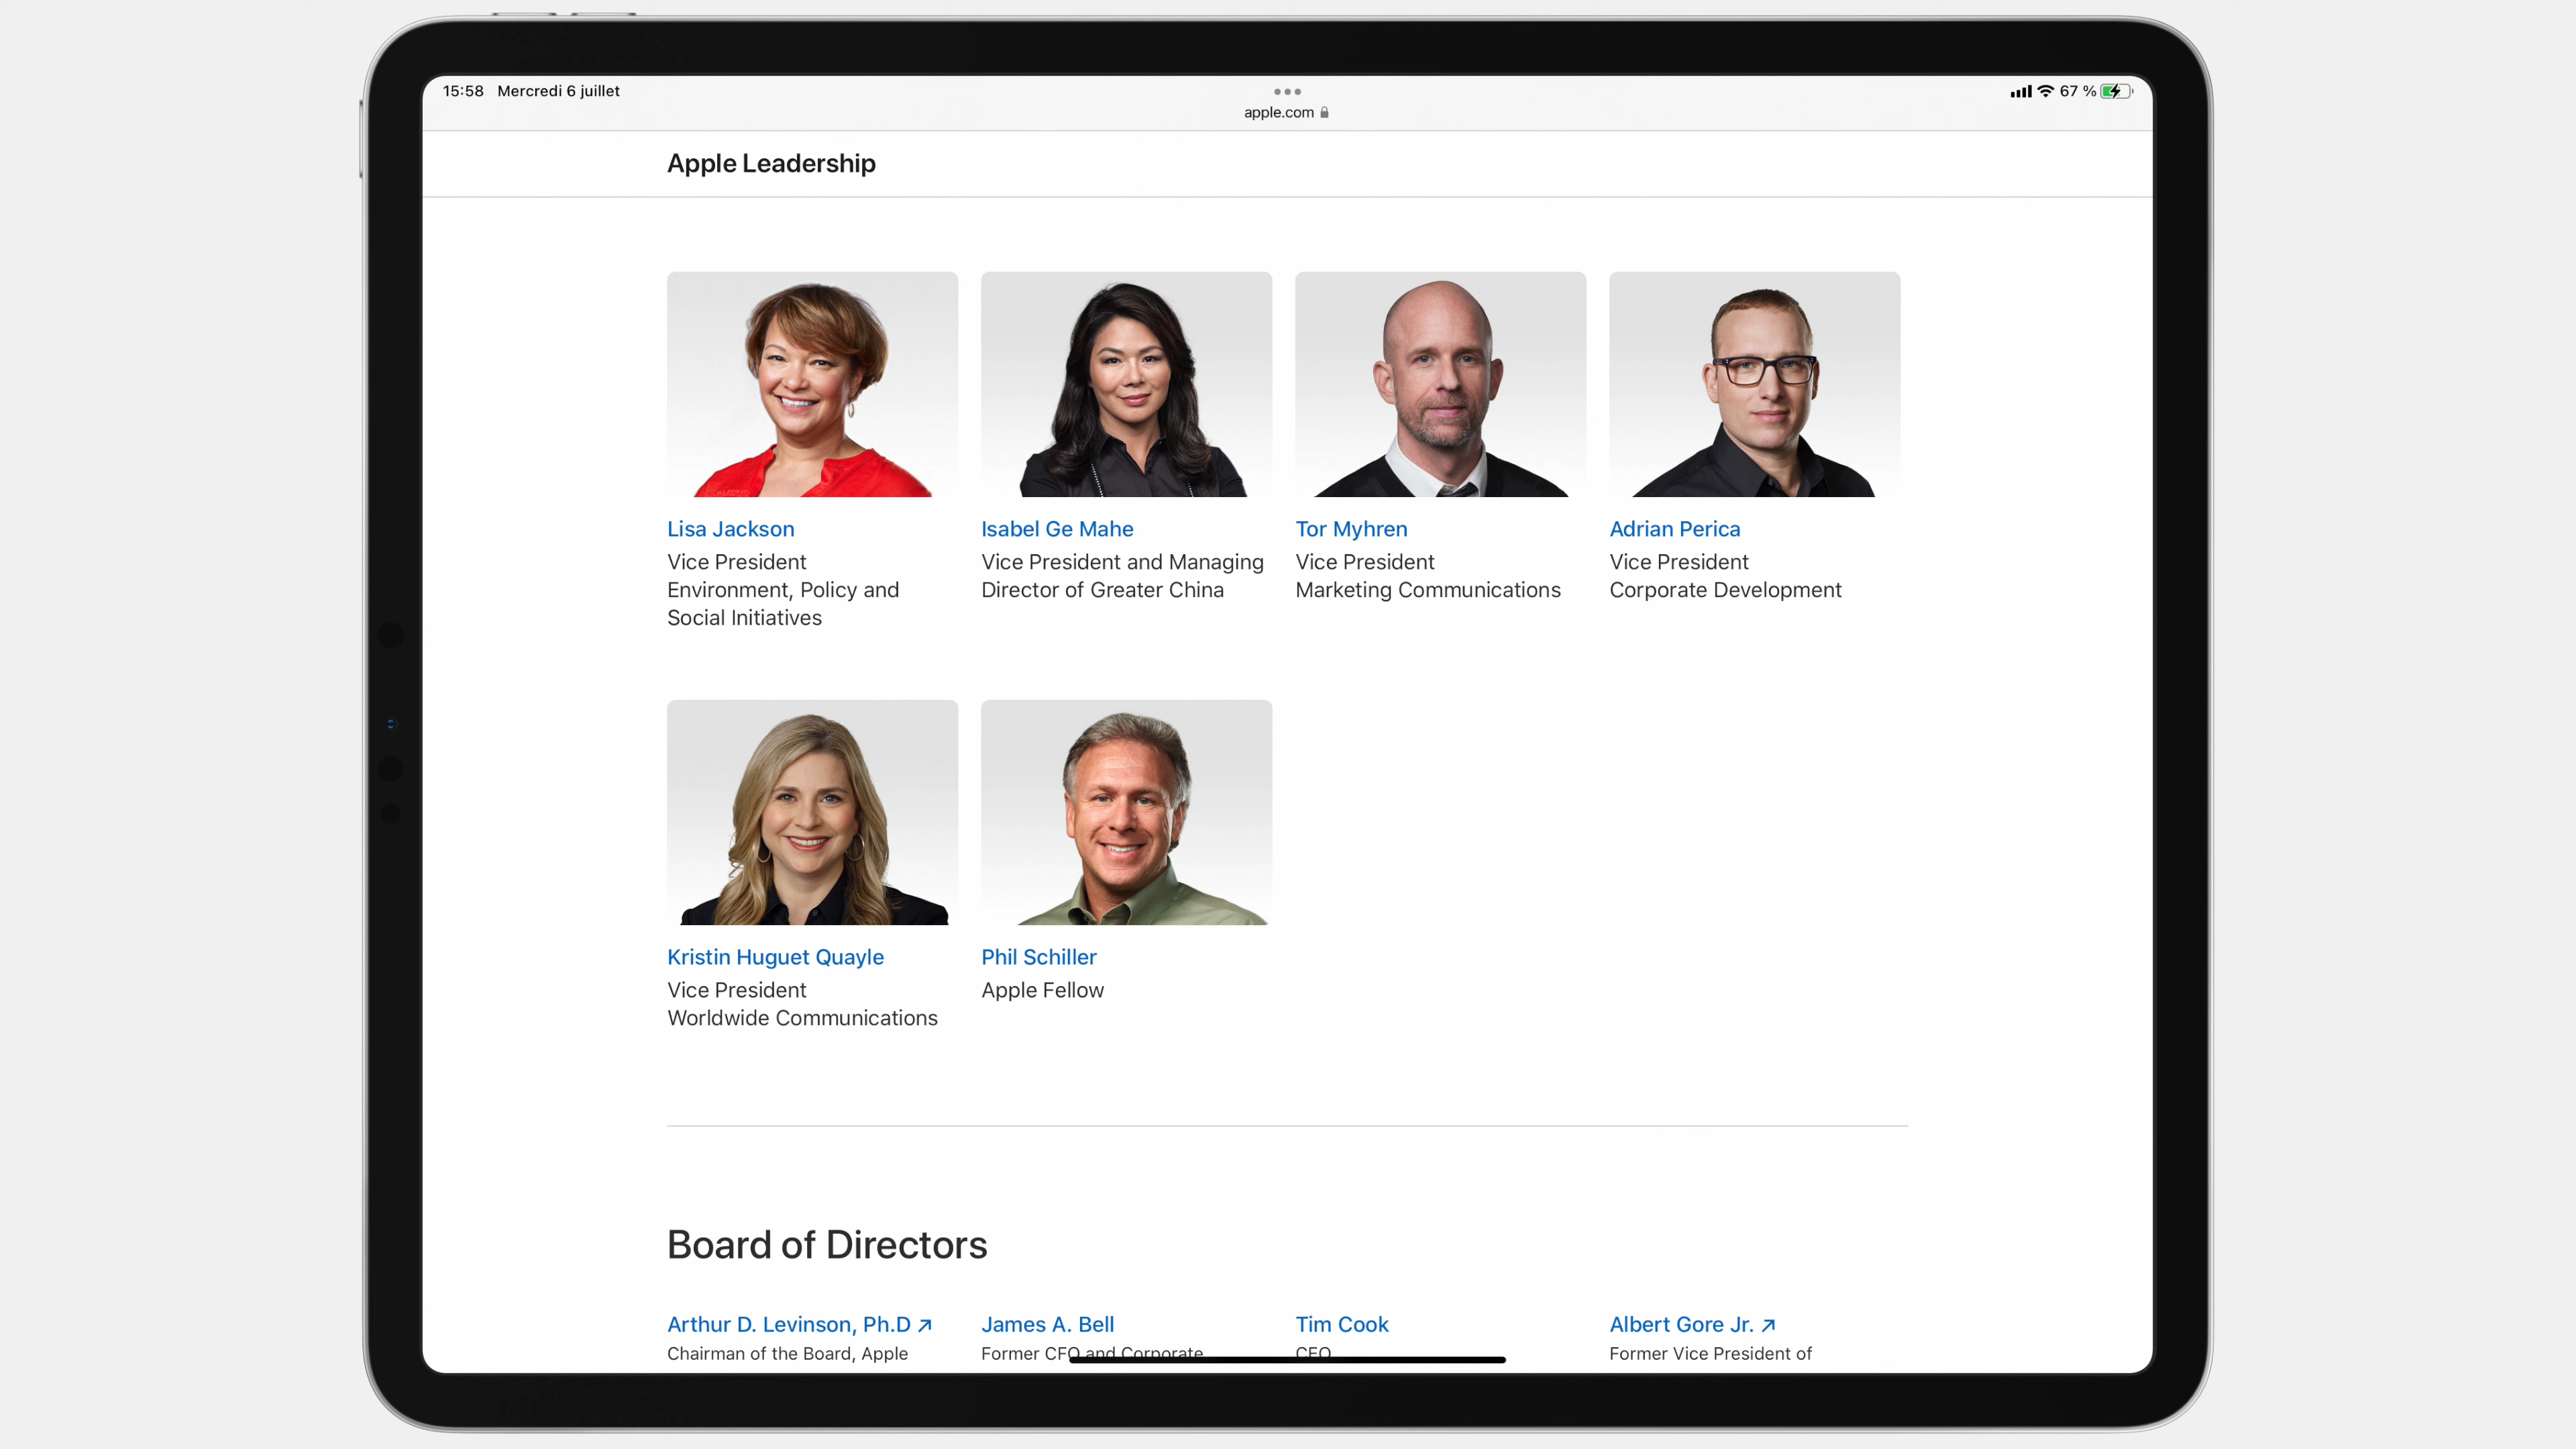 15:58 Mercredi 6 juillet
67 %
apple.com
Apple Leadership
Lisa Jackson
Vice President
Environment, Policy and
Social Initiatives
Isabel Ge Mahe
Vice President and Managing
Director of Greater China
Tor Myhren
Vice President
Marketing Communications
Adrian Perica
Vice President
Corporate Development
Kristin Huguet Quayle
Vice President
Worldwide Communications
Phil Schiller
Apple Fellow
Board of Directors
Arthur D. Levinson, Ph.D
Chairman of the Board, Apple
James A. Bell
Former CFO and Corporate
Tim Cook
CEO
Albert Gore Jr.
Former Vice President of